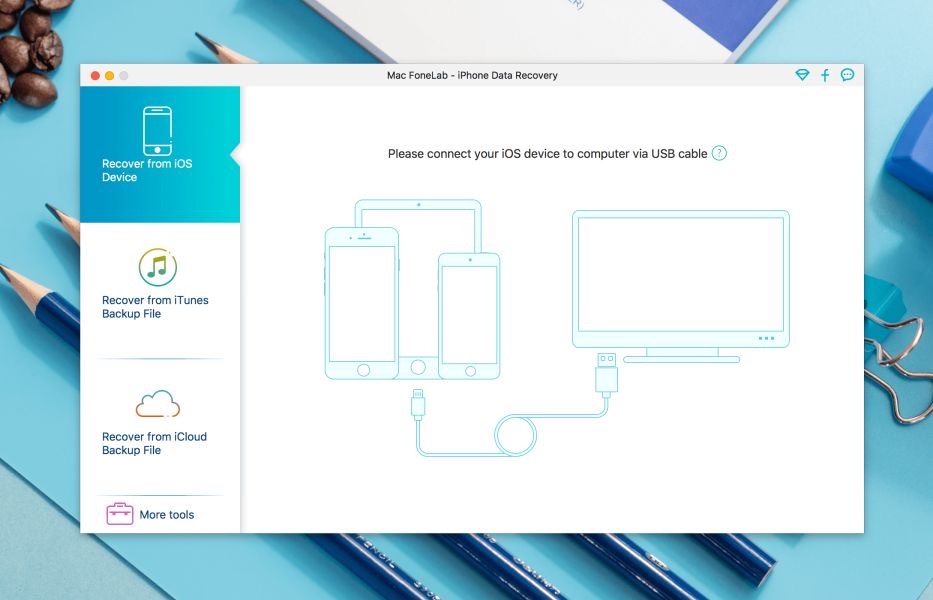 Mac FoneLab - iPhone Data Recovery
Recover from iOS
Device
Please connect your iOS device to computer via USB cable ?
Recover from iTunes
Backup File
Recover from iCloud
Backup File
More tools
PENCIL